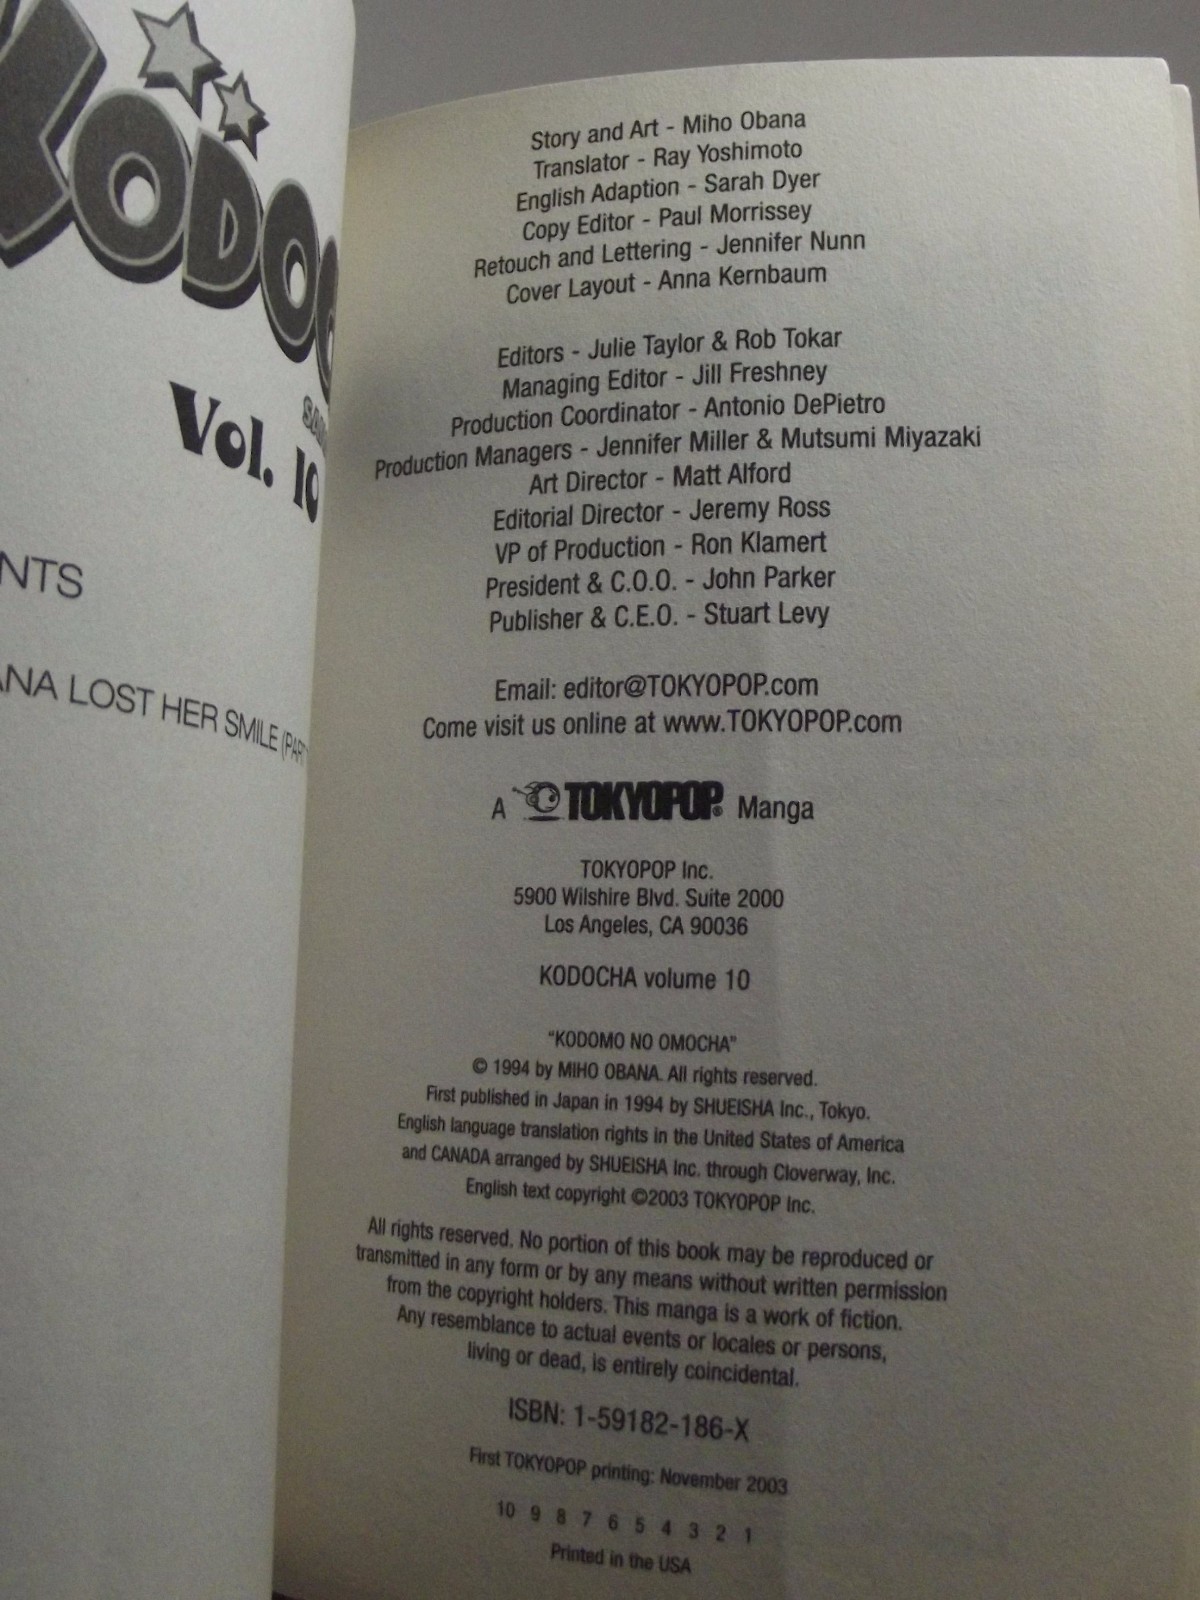 KODOC
Vol. 10
NTS
ANA LOST HER SMILE (PART
Story and Art - Miho Obana
Translator - Ray Yoshimoto
English Adaption - Sarah Dyer
Copy Editor - Paul Morrissey
Retouch and Lettering - Jennifer Nunn
Cover Layout - Anna Kernbaum
Editors - Julie Taylor & Rob Tokar
Managing Editor - Jill Freshney
Production Coordinator - Antonio DePietro
Production Managers - Jennifer Miller & Mutsumi Miyazaki
Art Director - Matt Alford
Editorial Director - Jeremy Ross
VP of Production - Ron Klamert
President & C.O.O. - John Parker
Publisher & C.E.O. - Stuart Levy
Email: editor@TOKYOPOP.com
Come visit us online at www.TOKYOPOP.com
A TOKYOPOP® Manga
TOKYOPOP Inc.
5900 Wilshire Blvd. Suite 2000
Los Angeles, CA 90036
KODOCHA volume 10
“KODOMO NO OMOCHA”
© 1994 by MIHO OBANA. All rights reserved.
First published in Japan in 1994 by SHUEISHA Inc., Tokyo.
English language translation rights in the United States of America
and CANADA arranged by SHUEISHA Inc. through Cloverway, Inc.
English text copyright ©2003 TOKYOPOP Inc.
All rights reserved. No portion of this book may be reproduced or
transmitted in any form or by any means without written permission
from the copyright holders. This manga is a work of fiction.
Any resemblance to actual events or locales or persons,
living or dead, is entirely coincidental.
ISBN: 1-59182-186-X
First TOKYOPOP printing: November 2003
10 9 8 7 6 5 4 3 2 1
Printed in the USA